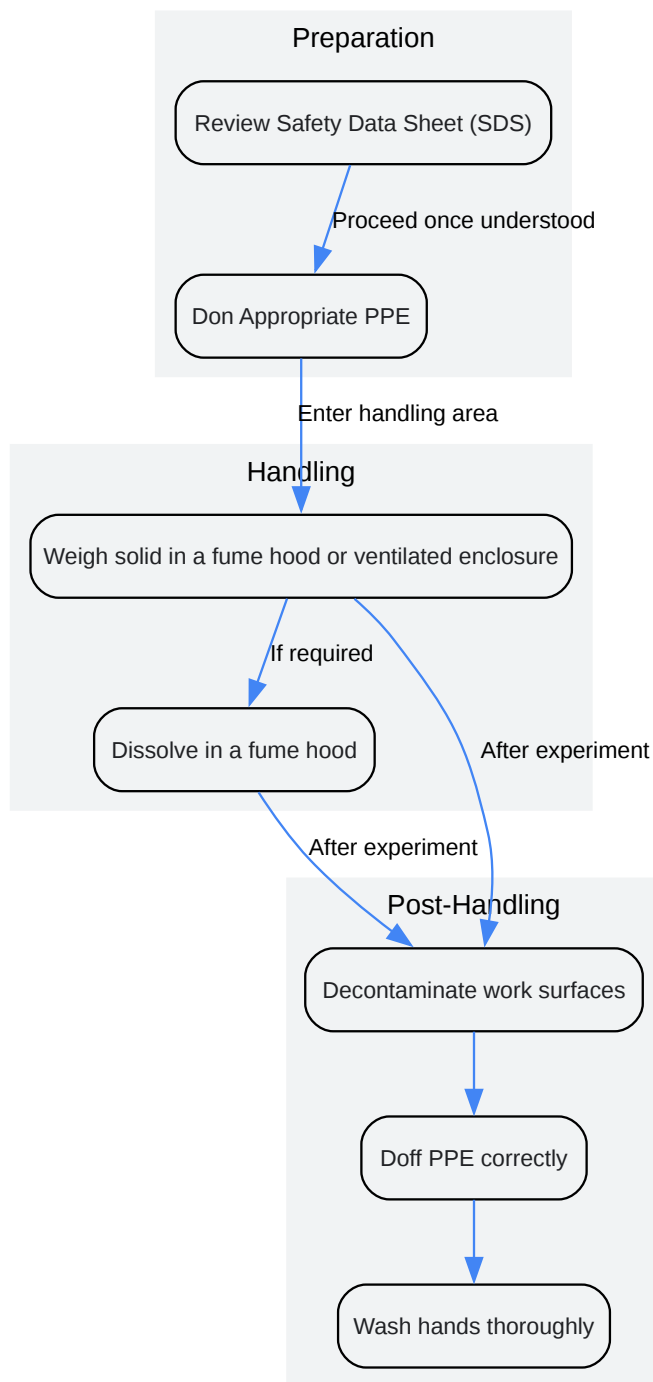 Preparation
Review Safety Data Sheet (SDS)
Proceed once understood
Don Appropriate PPE
Enter handling area
Handling
Weigh solid in a fume hood or ventilated enclosure
If required
Dissolve in a fume hood
After experiment
After experiment
Post-Handling
Decontaminate work surfaces
Doff PPE correctly
Wash hands thoroughly